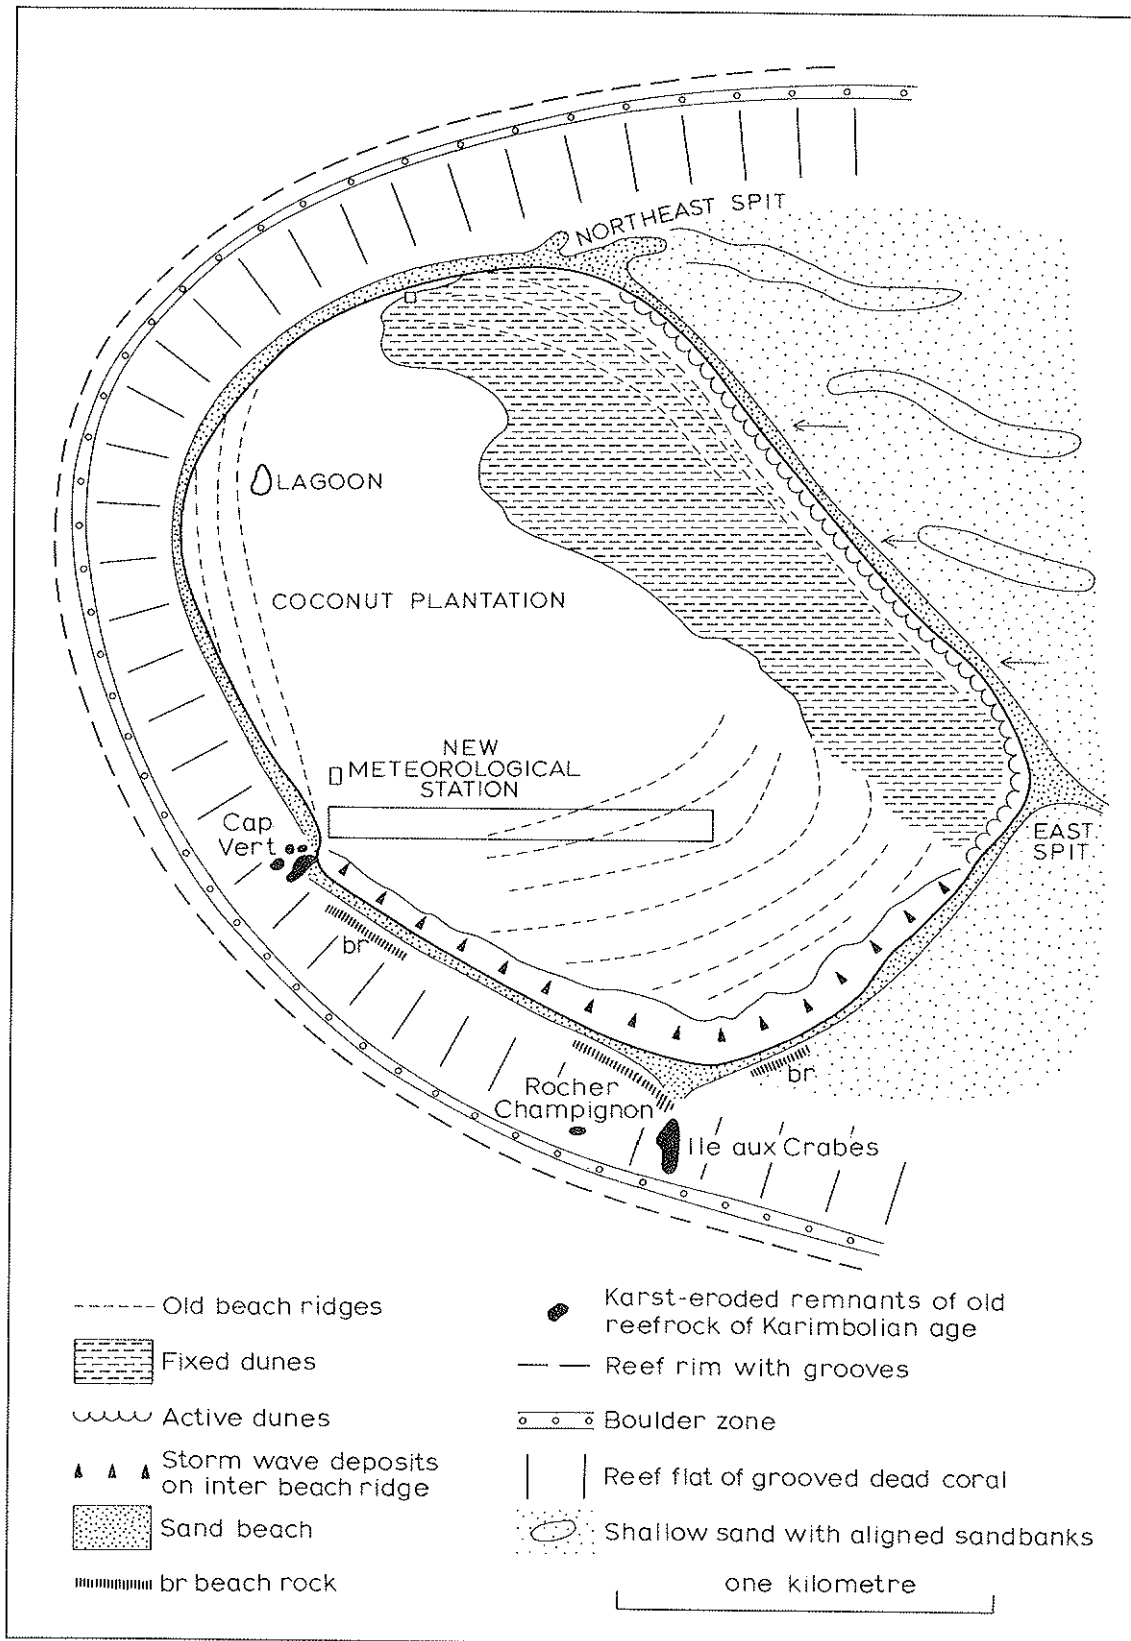 NORTHEAST SPIT
LAGOON
COCONUT PLANTATION
NEW
METEOROLOGICAL
STATION
Cap
Vert
EAST
SPIT
br
br
Rocher
Champignon
Ile aux Crabes
Old beach ridges
Fixed dunes
Active dunes
Storm wave deposits
on inter beach ridge
Sand beach
br beach rock
Karst-eroded remnants of old
reefrock of Karimbolian age
Reef rim with grooves
Boulder zone
Reef flat of grooved dead coral
Shallow sand with aligned sandbanks
one kilometre